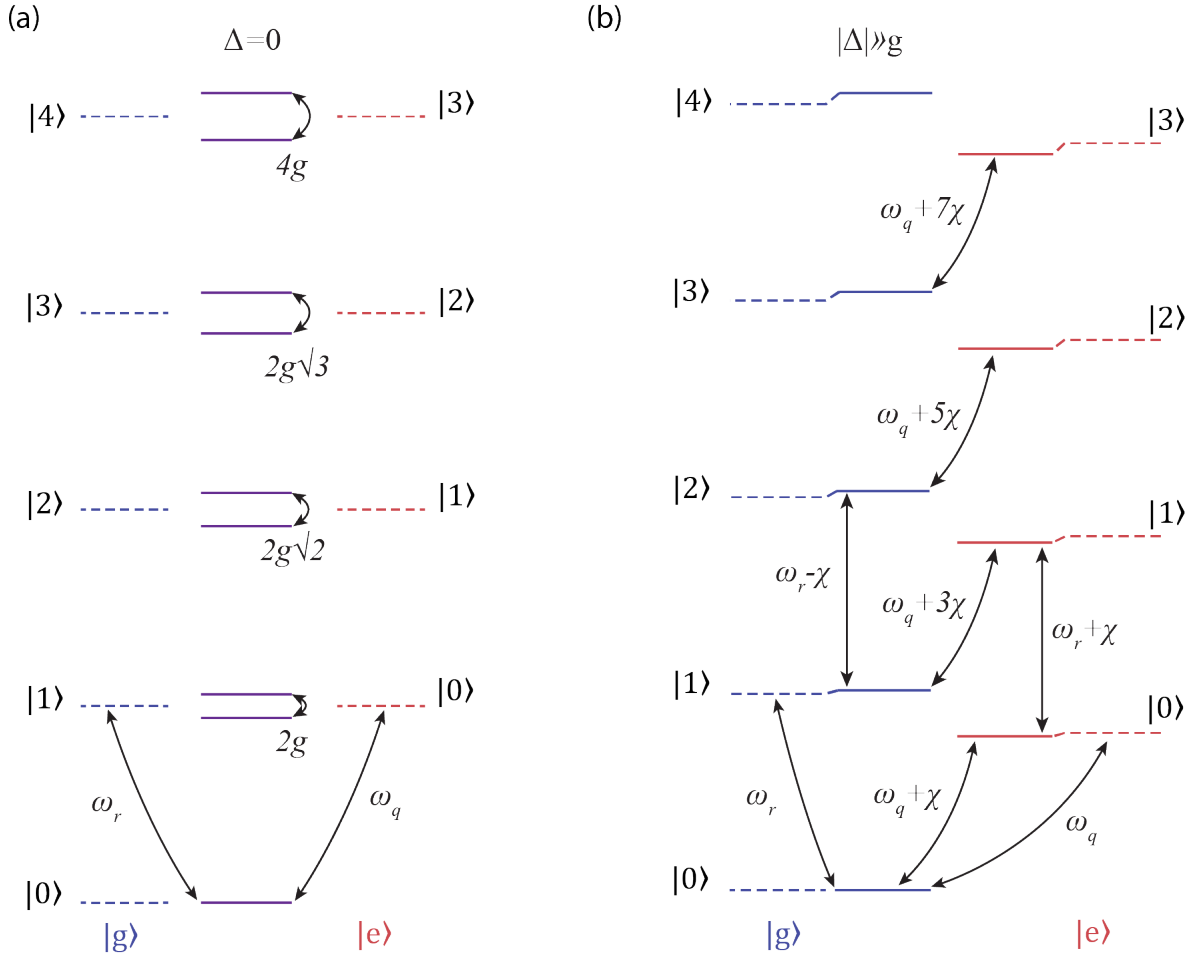 (a)
Δ=0
|4⟩
|3⟩
4g
|3⟩
|2⟩
2g√3
|2⟩
|1⟩
2g√2
|1⟩
|0⟩
2g
ω_r
ω_q
|0⟩
|g⟩
|e⟩
(b)
|Δ|»g
|4⟩
|3⟩
ω_q+7χ
|3⟩
|2⟩
ω_q+5χ
|2⟩
|1⟩
ω_r-χ
ω_q+3χ
ω_r+χ
|1⟩
|0⟩
ω_r
ω_q+χ
ω_q
|0⟩
|g⟩
|e⟩